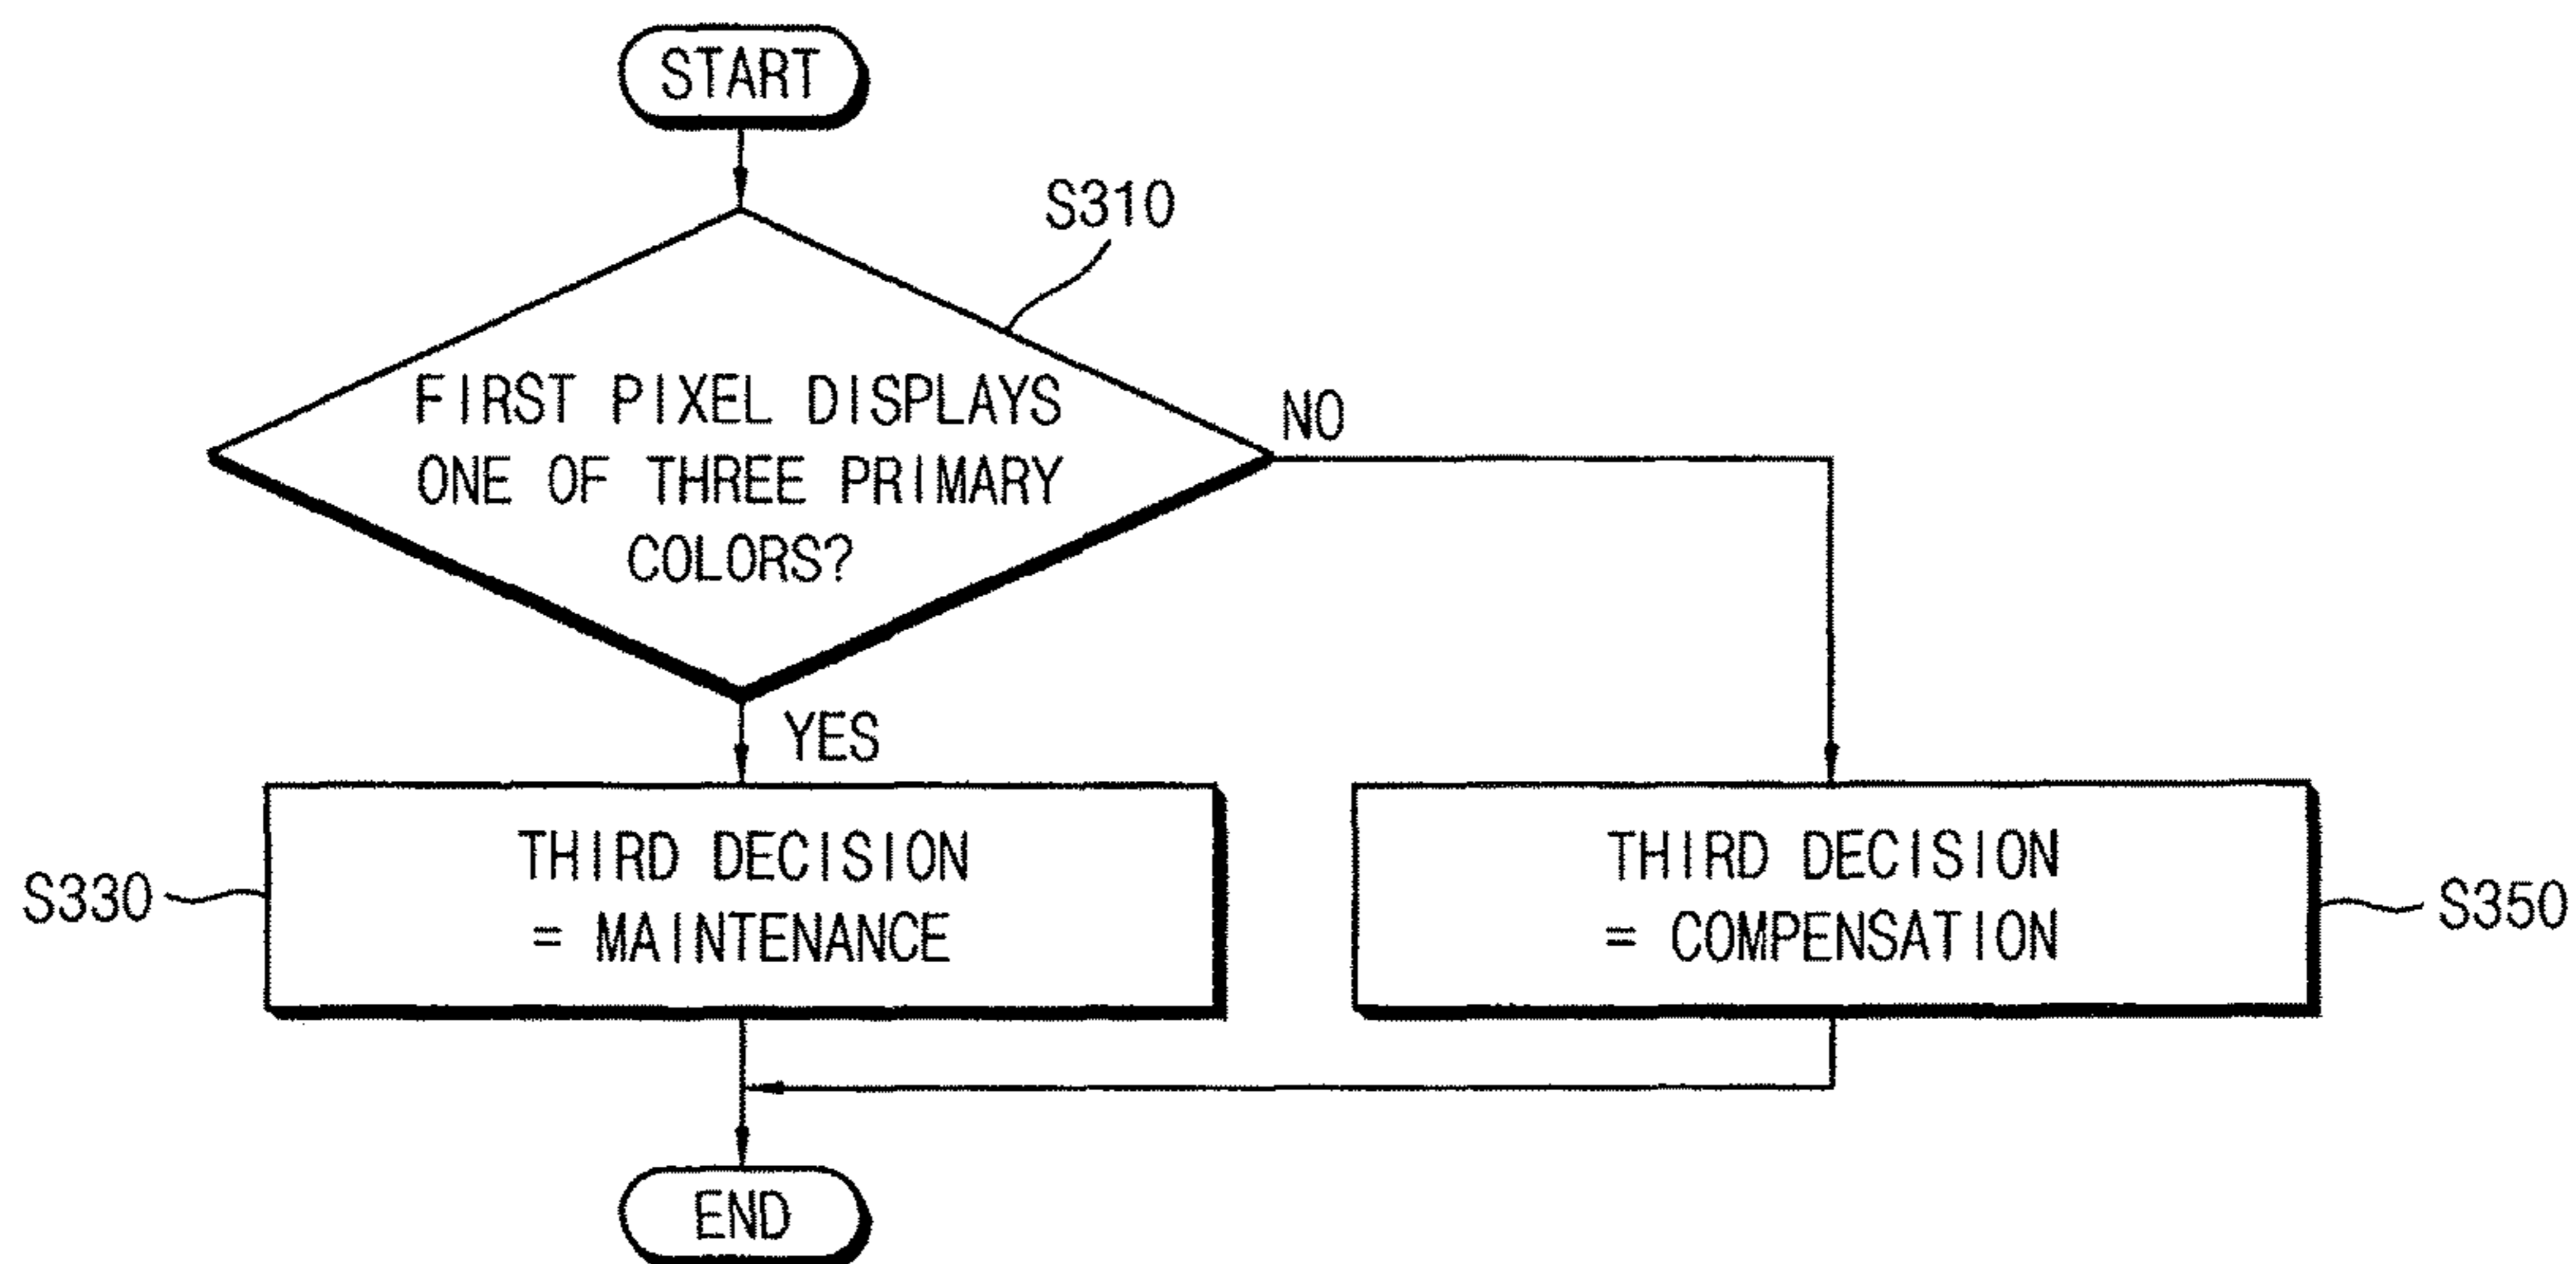 START
S310
FIRST PIXEL DISPLAYS
ONE OF THREE PRIMARY
COLORS?
NO
YES
S330
THIRD DECISION
= MAINTENANCE
THIRD DECISION
= COMPENSATION
S350
END